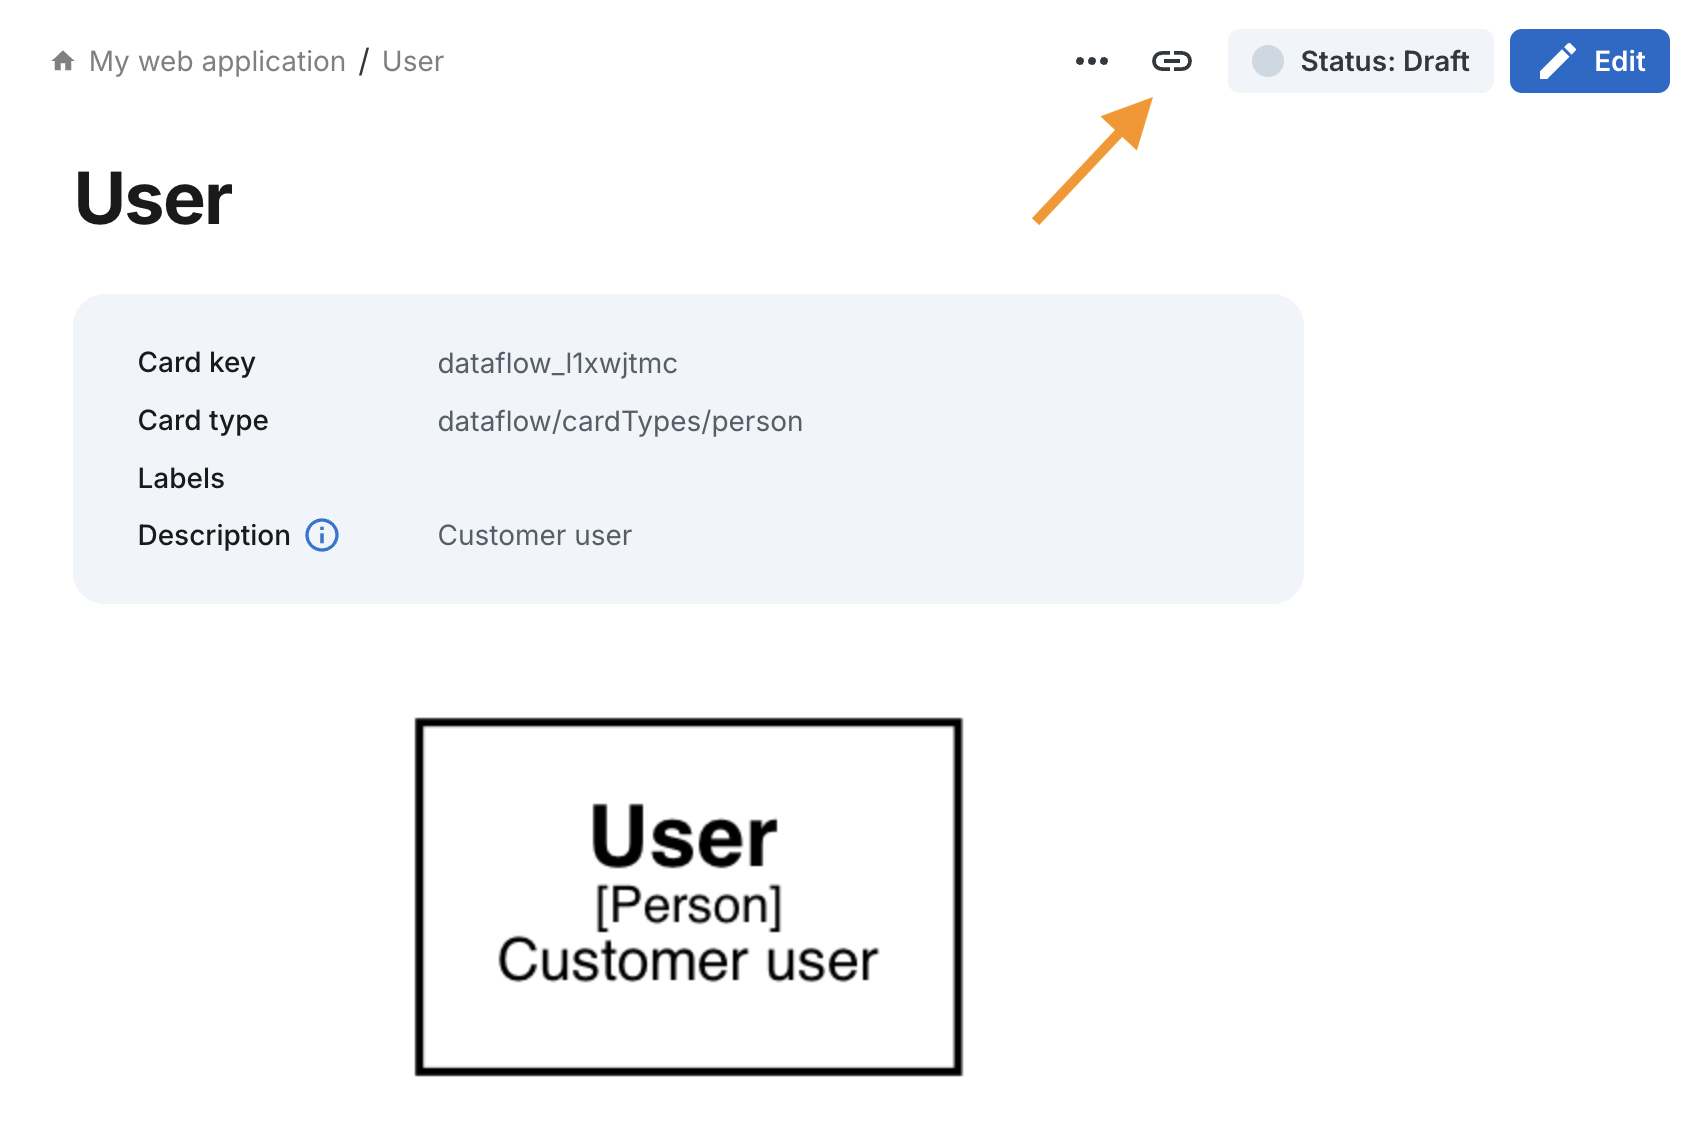 My web application / User
Status: Draft
Edit
User
Card key dataflow_l1xwjtmc
Card type dataflow/cardTypes/person
Labels
Description Customer user
User
[Person]
Customer user